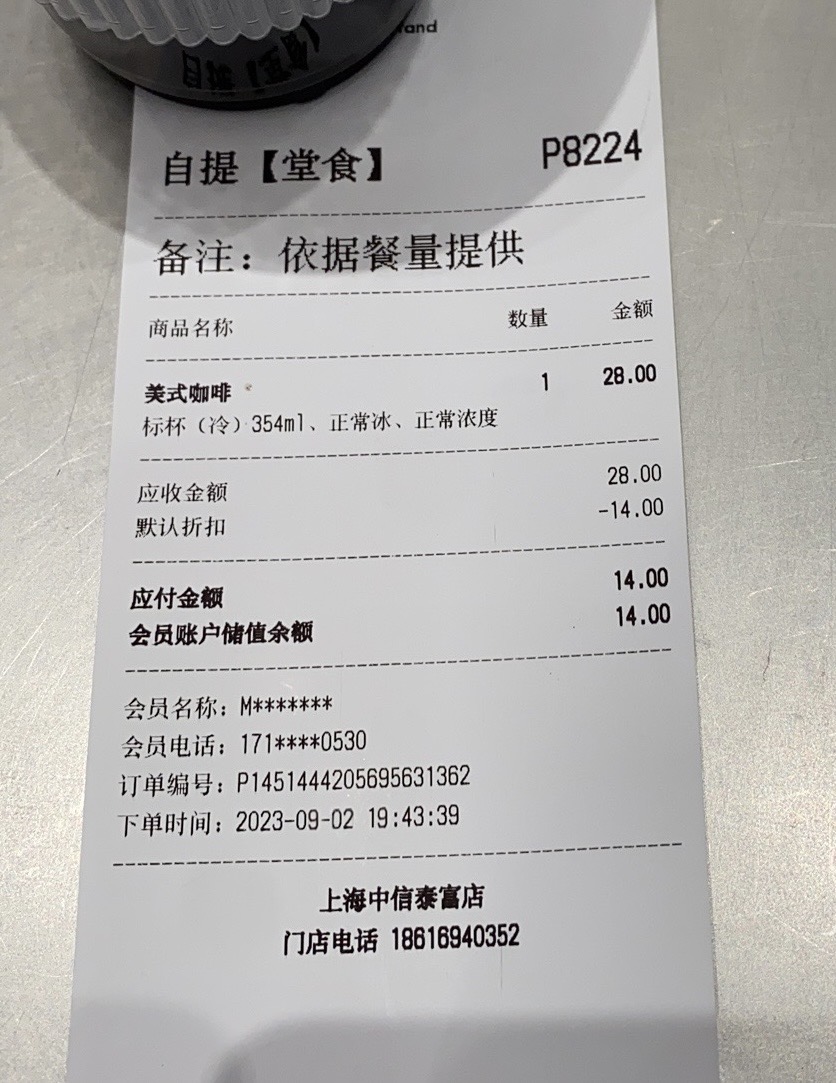 自提【堂食】 P8224
备注：依据餐量提供
商品名称 数量 金额
美式咖啡 1 28.00
标杯（冷）354ml、正常冰、正常浓度
应收金额 28.00
默认折扣 -14.00
应付金额 14.00
会员账户储值余额 14.00
会员名称：M*******
会员电话：171****0530
订单编号：P1451444205695631362
下单时间：2023-09-02 19:43:39
上海中信泰富店
门店电话 18616940352